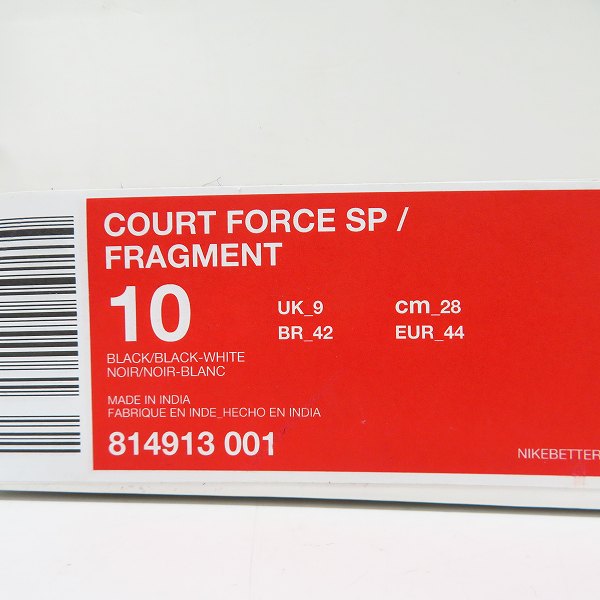 COURT FORCE SP /
FRAGMENT
10 UK_9 cm_28
BR_42 EUR_44
BLACK/BLACK-WHITE
NOIR/NOIR-BLANC
MADE IN INDIA
FABRIQUE EN INDE_HECHO EN INDIA
814913 001
NIKEBETTER